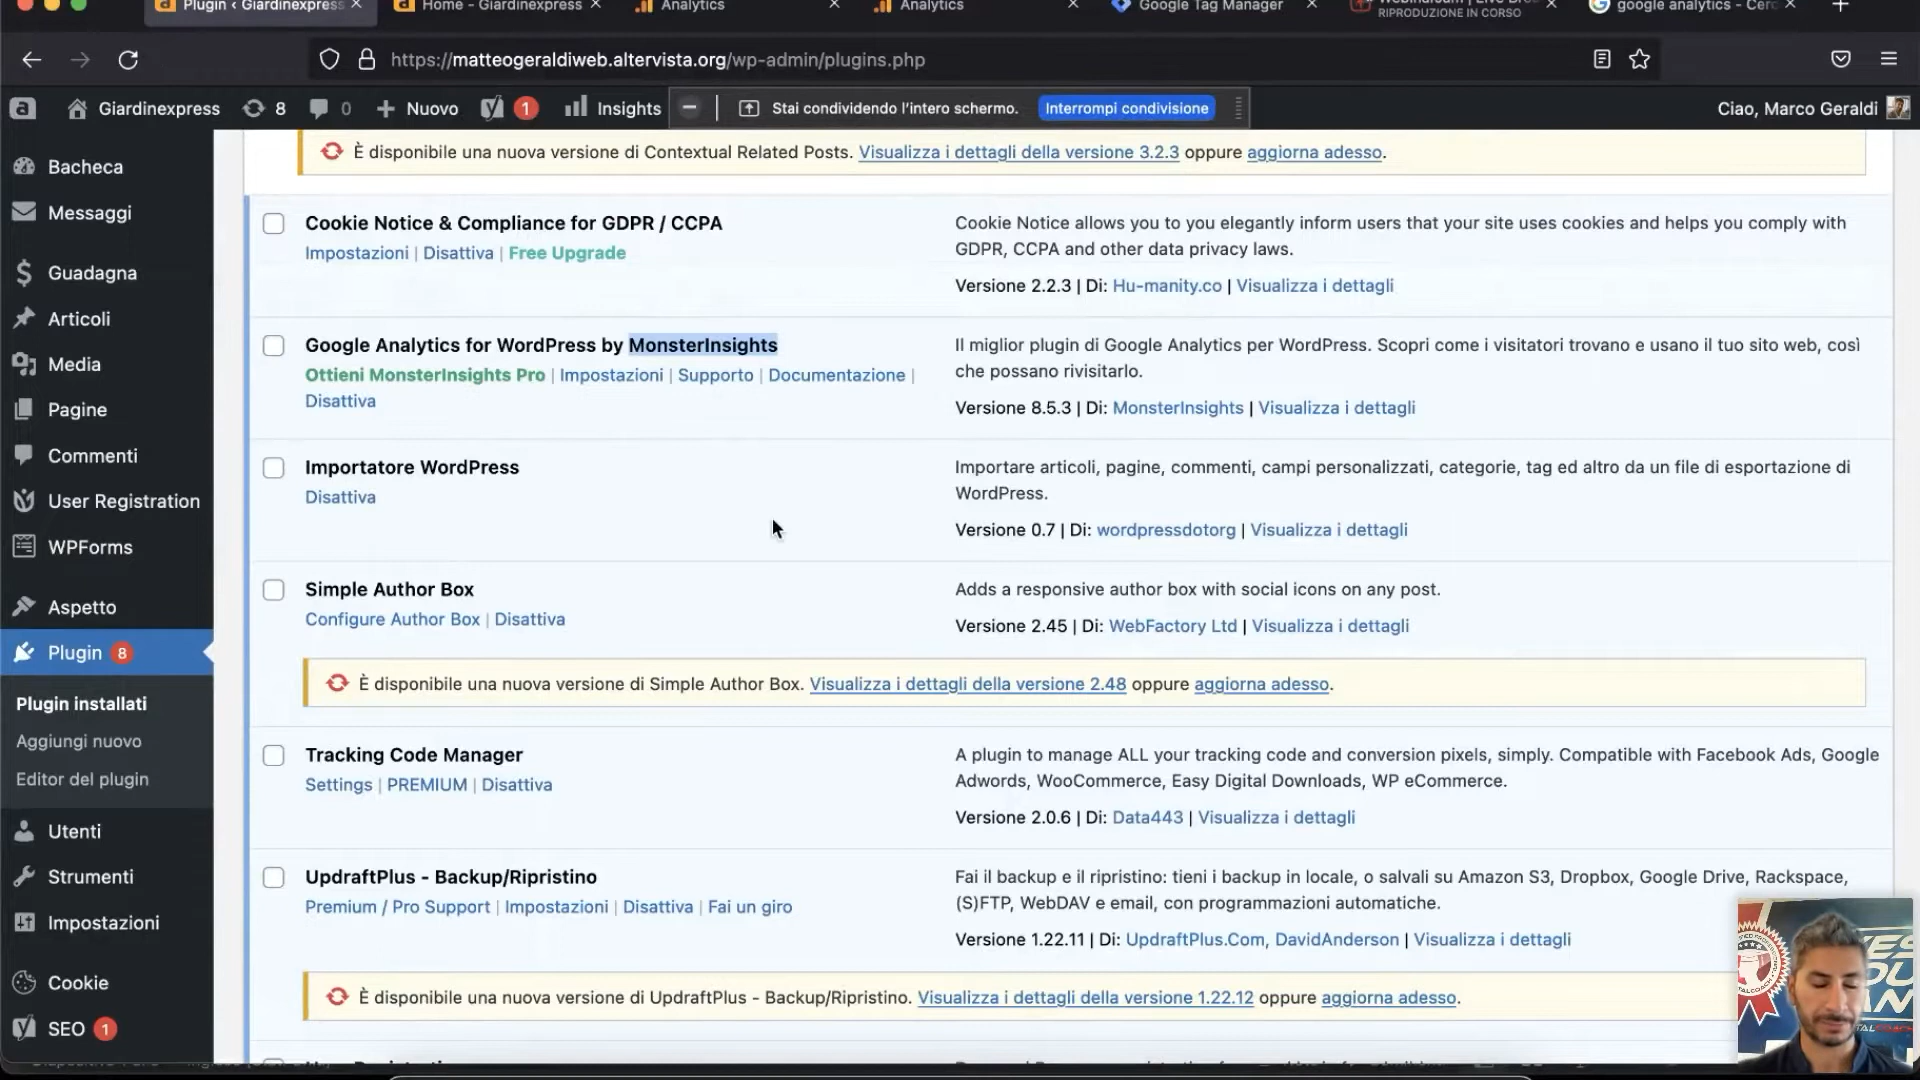 Plugin ‹ Giardinexpress
Home - Giardinexpress
Analytics
Analytics
Google Tag Manager
RIPRODUZIONE IN CORSO
google analytics - Cerc
https://matteogeraldiweb.altervista.org/wp-admin/plugins.php
Giardinexpress
8
0
Nuovo
1
Insights
Stai condividendo l'intero schermo.
Interrompi condivisione
Ciao, Marco Geraldi
Bacheca
Messaggi
Guadagna
Articoli
Media
Pagine
Commenti
User Registration
WPForms
Aspetto
Plugin 8
Plugin installati
Aggiungi nuovo
Editor del plugin
Utenti
Strumenti
Impostazioni
Cookie
SEO 1
È disponibile una nuova versione di Contextual Related Posts. Visualizza i dettagli della versione 3.2.3 oppure aggiorna adesso.
Cookie Notice & Compliance for GDPR / CCPA
Impostazioni | Disattiva | Free Upgrade
Cookie Notice allows you to you elegantly inform users that your site uses cookies and helps you comply with
GDPR, CCPA and other data privacy laws.
Versione 2.2.3 | Di: Hu-manity.co | Visualizza i dettagli
Google Analytics for WordPress by MonsterInsights
Ottieni MonsterInsights Pro | Impostazioni | Supporto | Documentazione |
Disattiva
Il miglior plugin di Google Analytics per WordPress. Scopri come i visitatori trovano e usano il tuo sito web, così
che possano rivisitarlo.
Versione 8.5.3 | Di: MonsterInsights | Visualizza i dettagli
Importatore WordPress
Disattiva
Importare articoli, pagine, commenti, campi personalizzati, categorie, tag ed altro da un file di esportazione di
WordPress.
Versione 0.7 | Di: wordpressdotorg | Visualizza i dettagli
Simple Author Box
Configure Author Box | Disattiva
Adds a responsive author box with social icons on any post.
Versione 2.45 | Di: WebFactory Ltd | Visualizza i dettagli
È disponibile una nuova versione di Simple Author Box. Visualizza i dettagli della versione 2.48 oppure aggiorna adesso.
Tracking Code Manager
Settings | PREMIUM | Disattiva
A plugin to manage ALL your tracking code and conversion pixels, simply. Compatible with Facebook Ads, Google
Adwords, WooCommerce, Easy Digital Downloads, WP eCommerce.
Versione 2.0.6 | Di: Data443 | Visualizza i dettagli
UpdraftPlus - Backup/Ripristino
Premium / Pro Support | Impostazioni | Disattiva | Fai un giro
Fai il backup e il ripristino: tieni i backup in locale, o salvali su Amazon S3, Dropbox, Google Drive, Rackspace,
(S)FTP, WebDAV e email, con programmazioni automatiche.
Versione 1.22.11 | Di: UpdraftPlus.Com, DavidAnderson | Visualizza i dettagli
È disponibile una nuova versione di UpdraftPlus - Backup/Ripristino. Visualizza i dettagli della versione 1.22.12 oppure aggiorna adesso.